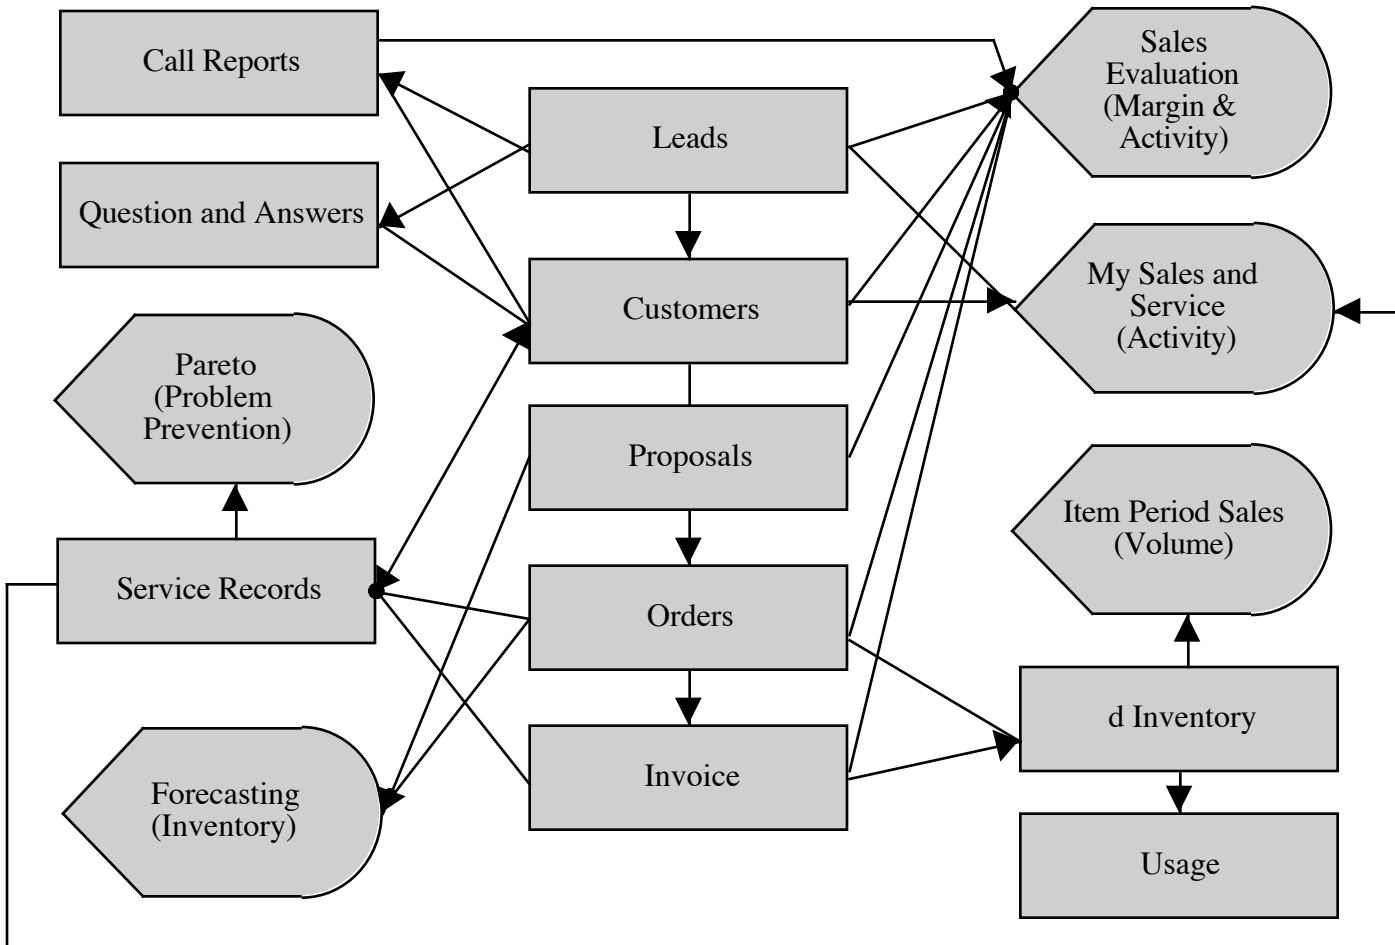 Call Reports
Question and Answers
Pareto
(Problem
Prevention)
Service Records
Forecasting
(Inventory)
Leads
Customers
Proposals
Orders
Invoice
Sales
Evaluation
(Margin &
Activity)
My Sales and
Service
(Activity)
Item Period Sales
(Volume)
d Inventory
Usage